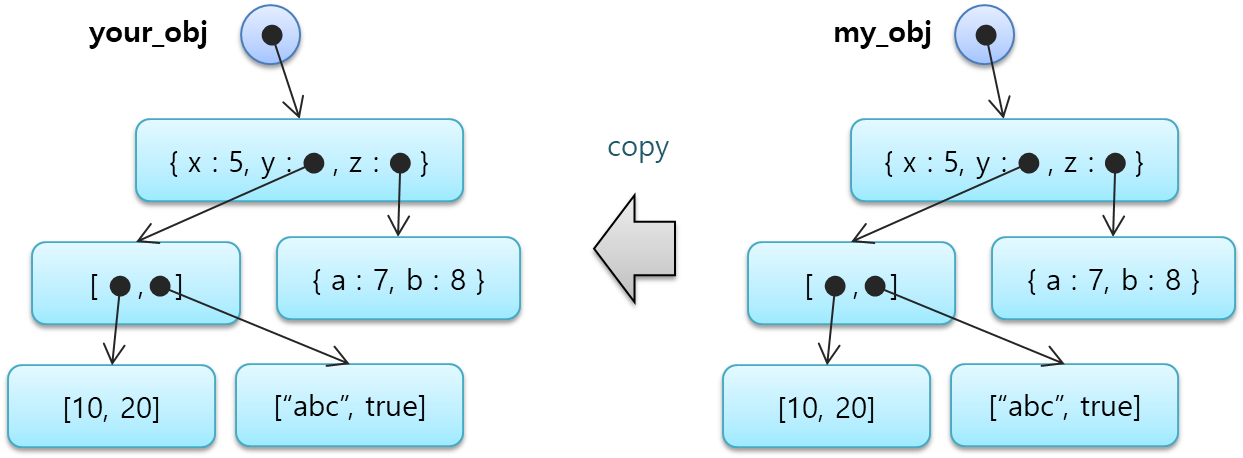 your_obj
my_obj
{ x : 5, y : , z : }
copy
{ x : 5, y : , z : }
[ , ]
{ a : 7, b : 8 }
[ , ]
{ a : 7, b : 8 }
[10, 20]
[“abc”, true]
[10, 20]
[“abc”, true]